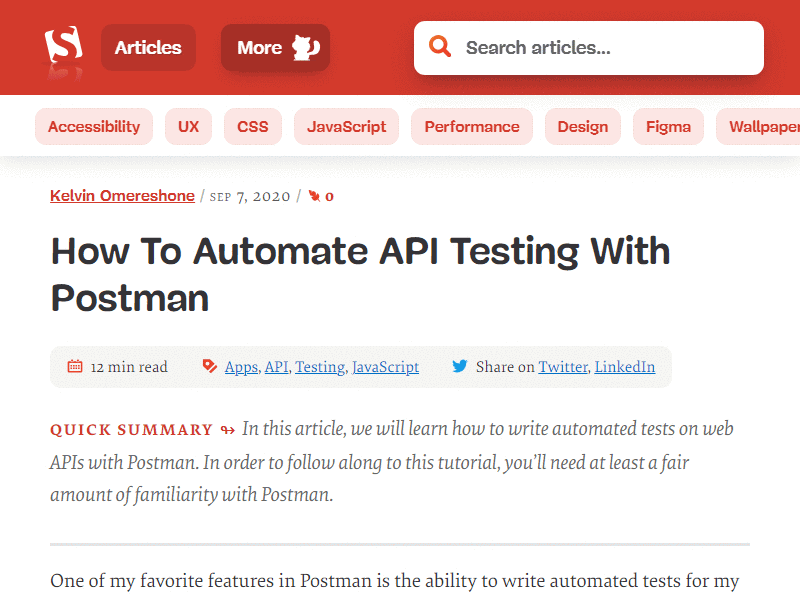 Articles
More
Search articles...
Accessibility
UX
CSS
JavaScript
Performance
Design
Figma
Wallpaper
Kelvin Omereshone / SEP 7, 2020 / 0
How To Automate API Testing With
Postman
12 min read
Apps, API, Testing, JavaScript
Share on Twitter, LinkedIn
QUICK SUMMARY ↬ In this article, we will learn how to write automated tests on web
APIs with Postman. In order to follow along to this tutorial, you’ll need at least a fair
amount of familiarity with Postman.
One of my favorite features in Postman is the ability to write automated tests for my